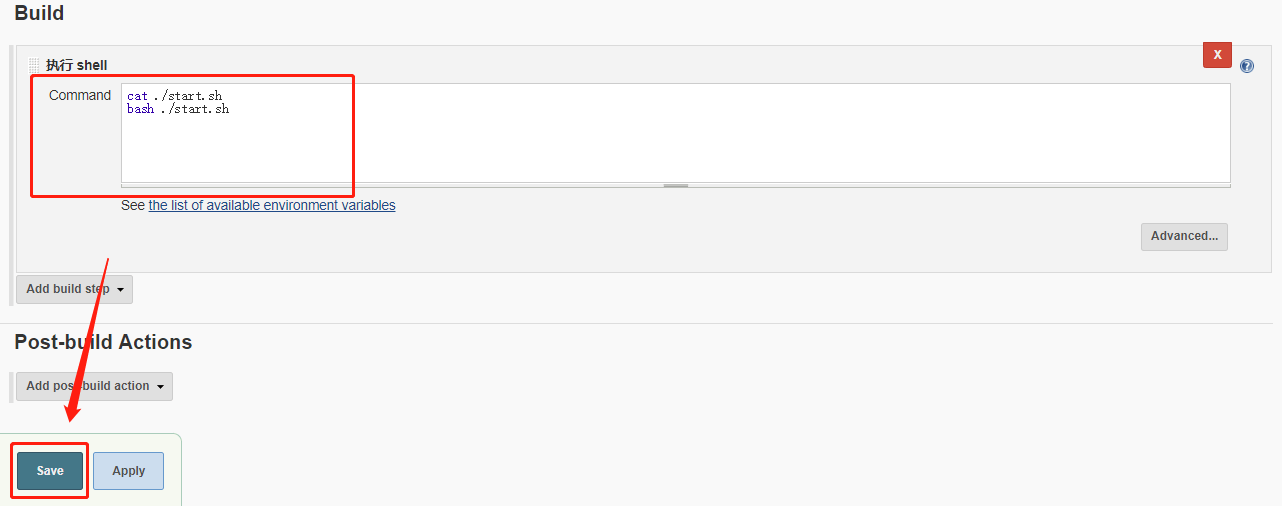 Build
执行 shell
X
Command
cat ./start.sh
bash ./start.sh
See the list of available environment variables
Advanced...
Add build step
Post-build Actions
Add post-build action
Save
Apply